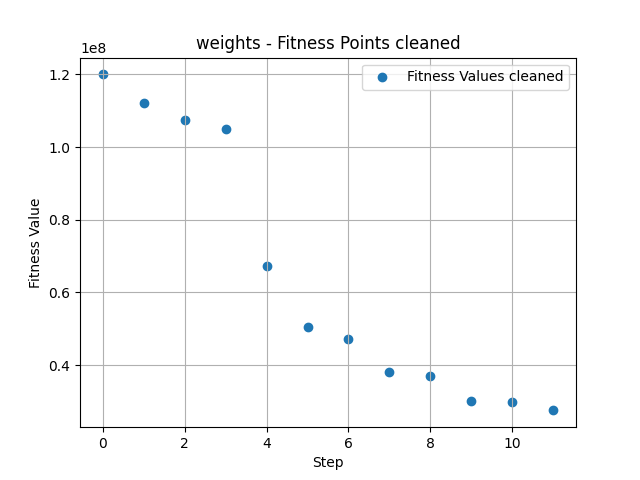 weights - Fitness Points cleaned
1e8
Fitness Values cleaned
1.2
1.0
0.8
0.6
0.4
Fitness Value
0
2
4
6
8
10
Step